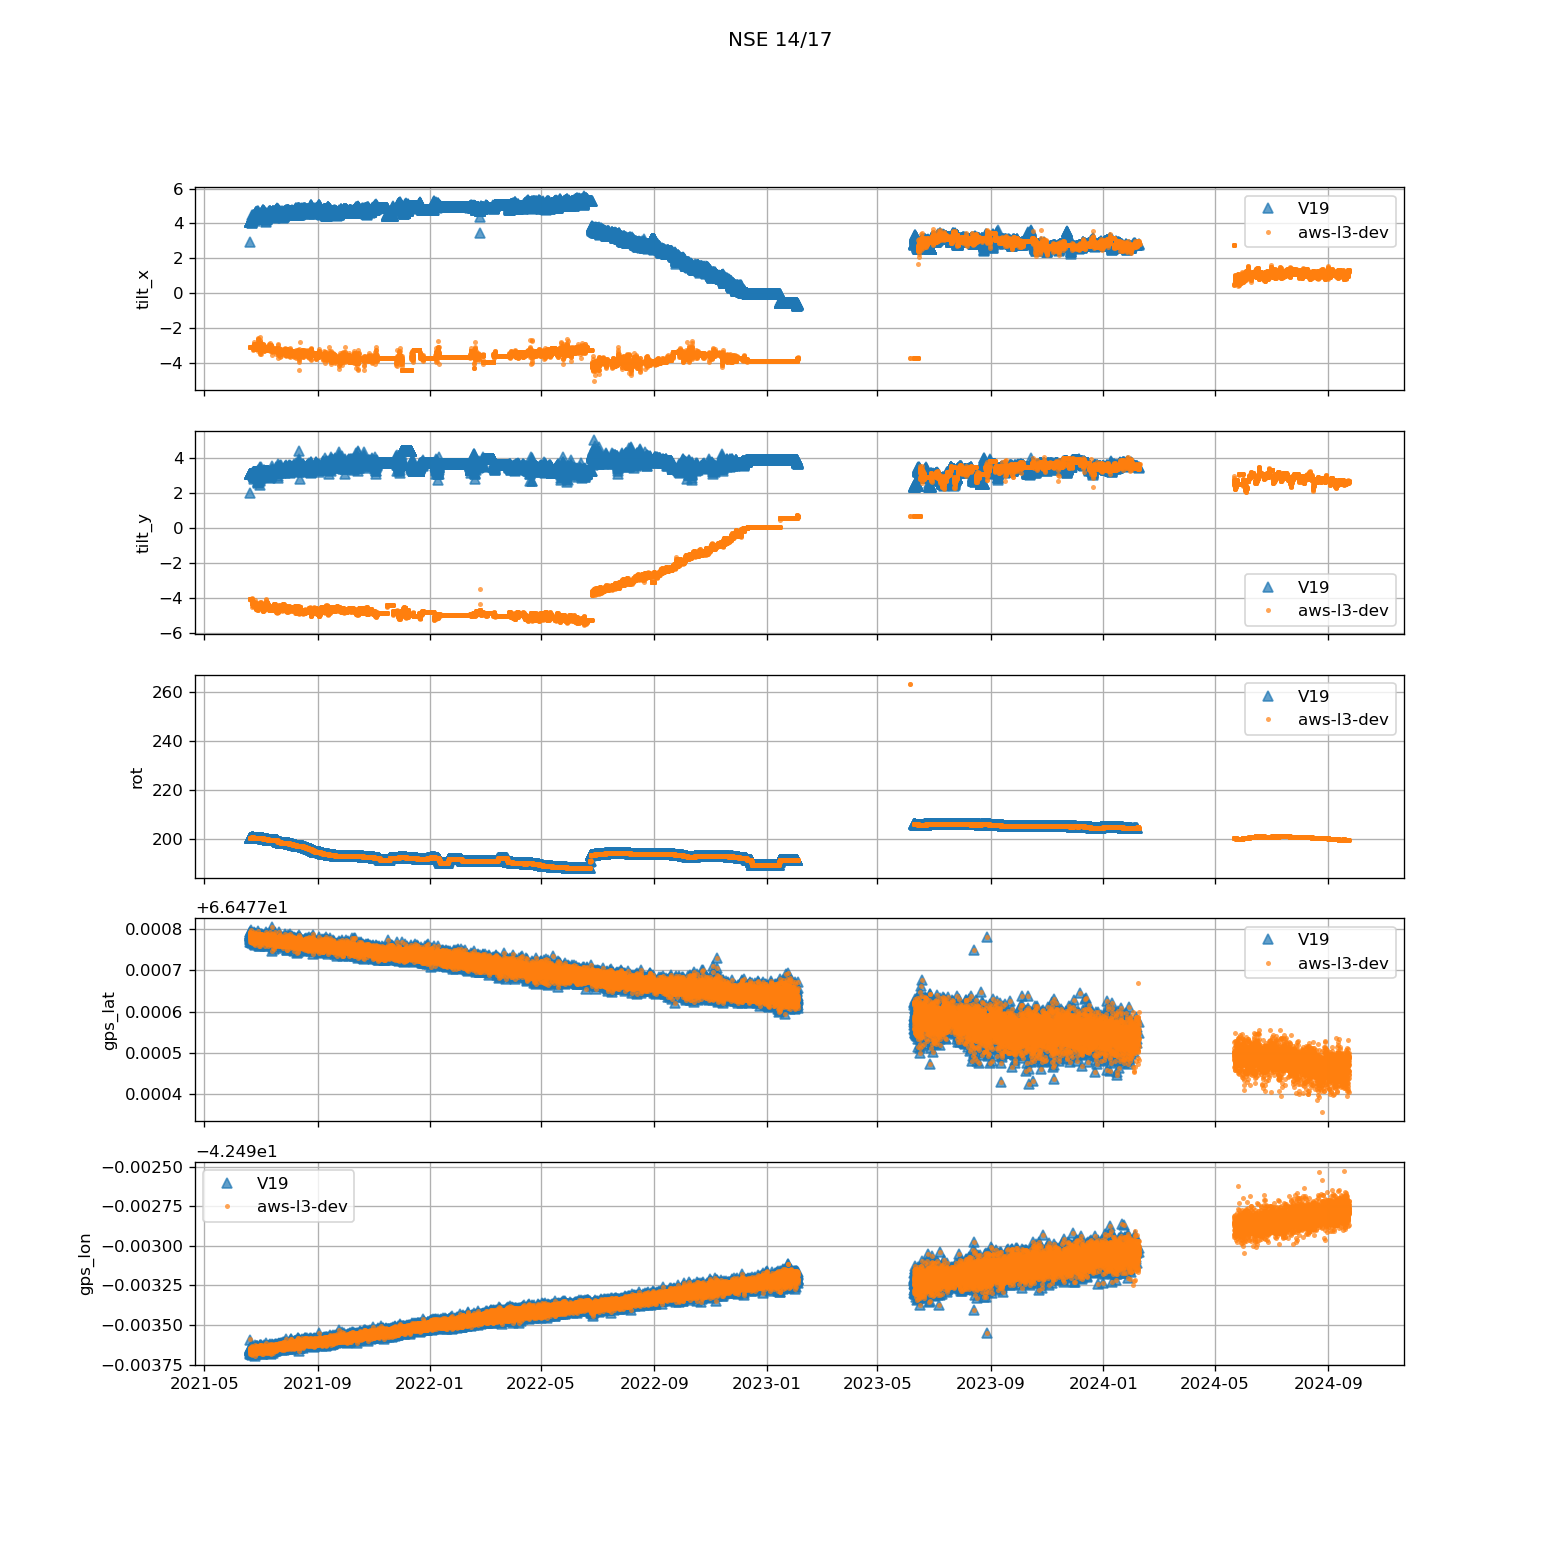 NSE 14/17
6
4
2
0
−2
−4
tilt_x
V19
aws-l3-dev
4
2
0
−2
−4
−6
tilt_y
V19
aws-l3-dev
260
240
220
200
rot
V19
aws-l3-dev
+6.6477e1
0.0008
0.0007
0.0006
0.0005
0.0004
gps_lat
V19
aws-l3-dev
−4.249e1
−0.00250
−0.00275
−0.00300
−0.00325
−0.00350
−0.00375
gps_lon
V19
aws-l3-dev
2021-05 2021-09 2022-01 2022-05 2022-09 2023-01 2023-05 2023-09 2024-01 2024-05 2024-09